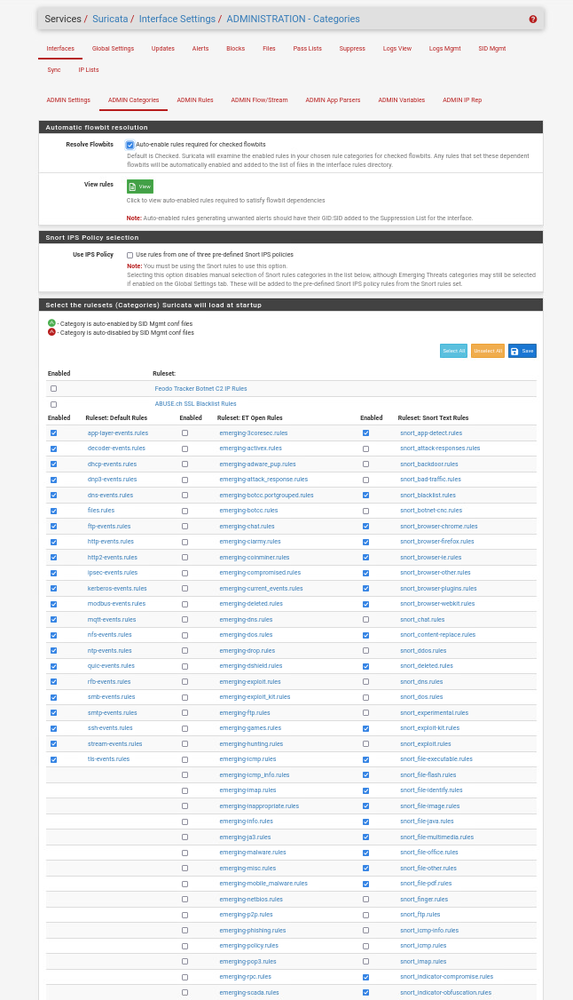 Services / Suricata / Interface Settings / ADMINISTRATION - Categories
Interfaces Global Settings Updates Alerts Blocks Files Pass Lists Suppress Logs View Logs Mgmt SID Mgmt
Sync IP Lists
ADMIN Settings ADMIN Categories ADMIN Rules ADMIN Flow/Stream ADMIN App Parsers ADMIN Variables ADMIN IP Rep
Automatic flowbit resolution
Resolve Flowbits Auto-enable rules required for checked flowbits
Default is Checked. Suricata will examine the enabled rules in your chosen rule categories for checked flowbits. Any rules that set these dependent
flowbits will be automatically enabled and added to the list of files in the interface rules directory.
View rules View
Click to view auto-enabled rules required to satisfy flowbit dependencies
Note: Auto-enabled rules generating unwanted alerts should have their GID:SID added to the Suppression List for the interface.
Snort IPS Policy selection
Use IPS Policy Use rules from one of three pre-defined Snort IPS policies
Note: You must be using the Snort rules to use this option.
Selecting this option disables manual selection of Snort rules categories in the list below, although Emerging Threats categories may still be selected
if enabled on the Global Settings tab. These will be added to the pre-defined Snort IPS policy rules from the Snort rules set.
Select the rulesets (Categories) Suricata will load at startup
- Category is auto-enabled by SID Mgmt conf files
- Category is auto-disabled by SID Mgmt conf files
Select All Unselect All Save
Enabled Ruleset:
Feodo Tracker Botnet C2 IP Rules
ABUSE.ch SSL Blacklist Rules
Enabled Ruleset: Default Rules Enabled Ruleset: ET Open Rules Enabled Ruleset: Snort Text Rules
app-layer-events.rules emerging-3coresec.rules snort_app-detect.rules
decoder-events.rules emerging-activex.rules snort_attack-responses.rules
dhcp-events.rules emerging-adware_pup.rules snort_backdoor.rules
dnp3-events.rules emerging-attack_response.rules snort_bad-traffic.rules
dns-events.rules emerging-botcc.portgrouped.rules snort_blacklist.rules
files.rules emerging-botcc.rules snort_botnet-cnc.rules
ftp-events.rules emerging-chat.rules snort_browser-chrome.rules
http-events.rules emerging-ciarmy.rules snort_browser-firefox.rules
http2-events.rules emerging-coinminer.rules snort_browser-ie.rules
ipsec-events.rules emerging-compromised.rules snort_browser-other.rules
kerberos-events.rules emerging-current_events.rules snort_browser-plugins.rules
modbus-events.rules emerging-deleted.rules snort_browser-webkit.rules
mqtt-events.rules emerging-dns.rules snort_chat.rules
nfs-events.rules emerging-dos.rules snort_content-replace.rules
ntp-events.rules emerging-drop.rules snort_ddos.rules
quic-events.rules emerging-dshield.rules snort_deleted.rules
rfb-events.rules emerging-exploit.rules snort_dns.rules
smb-events.rules emerging-exploit_kit.rules snort_dos.rules
smtp-events.rules emerging-ftp.rules snort_experimental.rules
ssh-events.rules emerging-games.rules snort_exploit-kit.rules
stream-events.rules emerging-hunting.rules snort_exploit.rules
tls-events.rules emerging-icmp.rules snort_file-executable.rules
emerging-icmp_info.rules snort_file-flash.rules
emerging-imap.rules snort_file-identify.rules
emerging-inappropriate.rules snort_file-image.rules
emerging-info.rules snort_file-java.rules
emerging-ja3.rules snort_file-multimedia.rules
emerging-malware.rules snort_file-office.rules
emerging-misc.rules snort_file-other.rules
emerging-mobile_malware.rules snort_file-pdf.rules
emerging-netbios.rules snort_finger.rules
emerging-p2p.rules snort_ftp.rules
emerging-phishing.rules snort_icmp-info.rules
emerging-policy.rules snort_icmp.rules
emerging-pop3.rules snort_imap.rules
emerging-rpc.rules snort_indicator-compromise.rules
emerging-scada.rules snort_indicator-obfuscation.rules